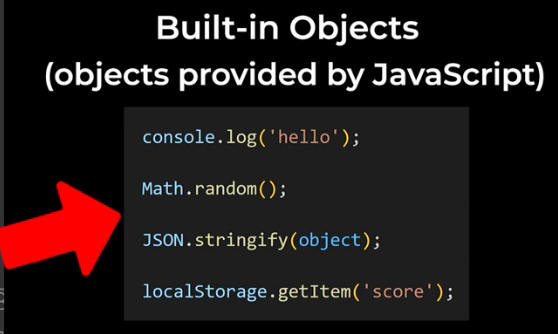 Built-in Objects
(objects provided by JavaScript)
console.log('hello');
Math.random();
JSON.stringify(object);
localStorage.getItem('score');